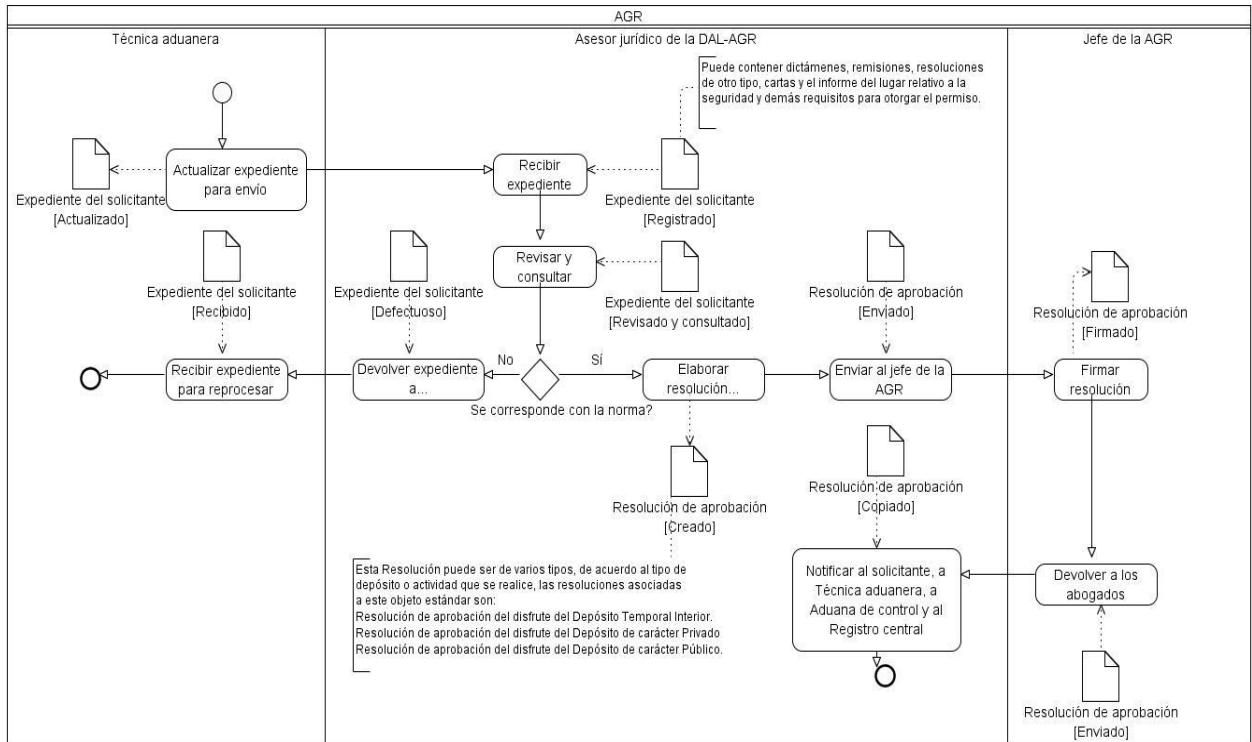 AGR
Técnica aduanera
Asesor jurídico de la DAL-AGR
Jefe de la AGR
Puede contener dictámenes, remisiones, resoluciones
de otro tipo, cartas y el informe del lugar relativo a la
seguridad y demás requisitos para otorgar el permiso.
Actualizar expediente
para envío
Expediente del solicitante
[Actualizado]
Recibir
expediente
Expediente del solicitante
[Registrado]
Revisar y
consultar
Expediente del solicitante
[Revisado y consultado]
Expediente del solicitante
[Recibido]
Expediente del solicitante
[Defectuoso]
Resolución de aprobación
[Enviado]
Resolución de aprobación
[Firmado]
Recibir expediente
para reprocesar
Devolver expediente
a...
No
Sí
Se corresponde con la norma?
Elaborar
resolución...
Enviar al jefe de la
AGR
Firmar
resolución
Resolución de aprobación
[Creado]
Resolución de aprobación
[Copiado]
Esta Resolución puede ser de varios tipos, de acuerdo al tipo de
depósito o actividad que se realice, las resoluciones asociadas
a este objeto estándar son:
Resolución de aprobación del disfrute del Depósito Temporal Interior.
Resolución de aprobación del disfrute del Depósito de carácter Privado
Resolución de aprobación del disfrute del Depósito de carácter Público.
Notificar al solicitante, a
Técnica aduanera, a
Aduana de control y al
Registro central
Devolver a los
abogados
Resolución de aprobación
[Enviado]